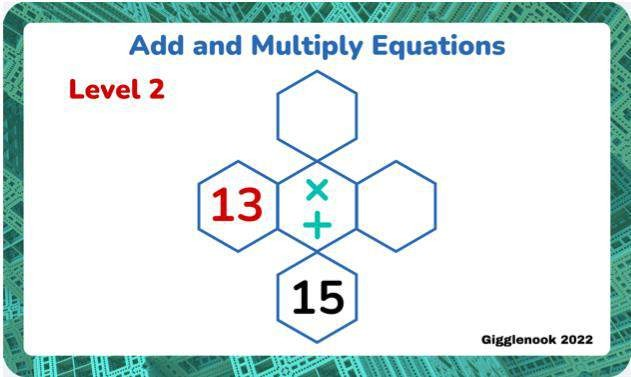 Add and Multiply Equations
Level 2
×
13
+
15
Gigglenook 2022